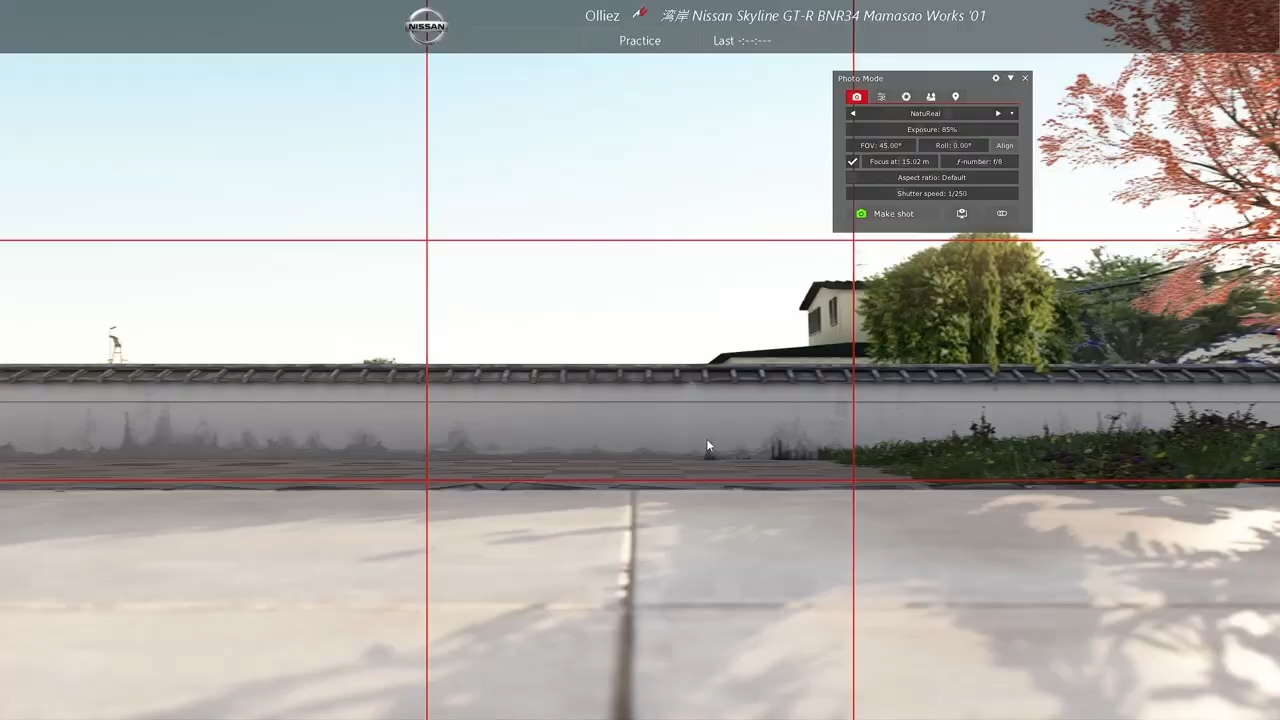 Olliez 湾岸 Nissan Skyline GT-R BNR34 Mamasao Works '01
NISSAN
Practice Last -:--:---
Photo Mode
NatuReal
Exposure: 85%
FOV: 45.00° Roll: 0.00° Align
Focus at: 15.02 m ƒ-number: f/8
Aspect ratio: Default
Shutter speed: 1/250
Make shot